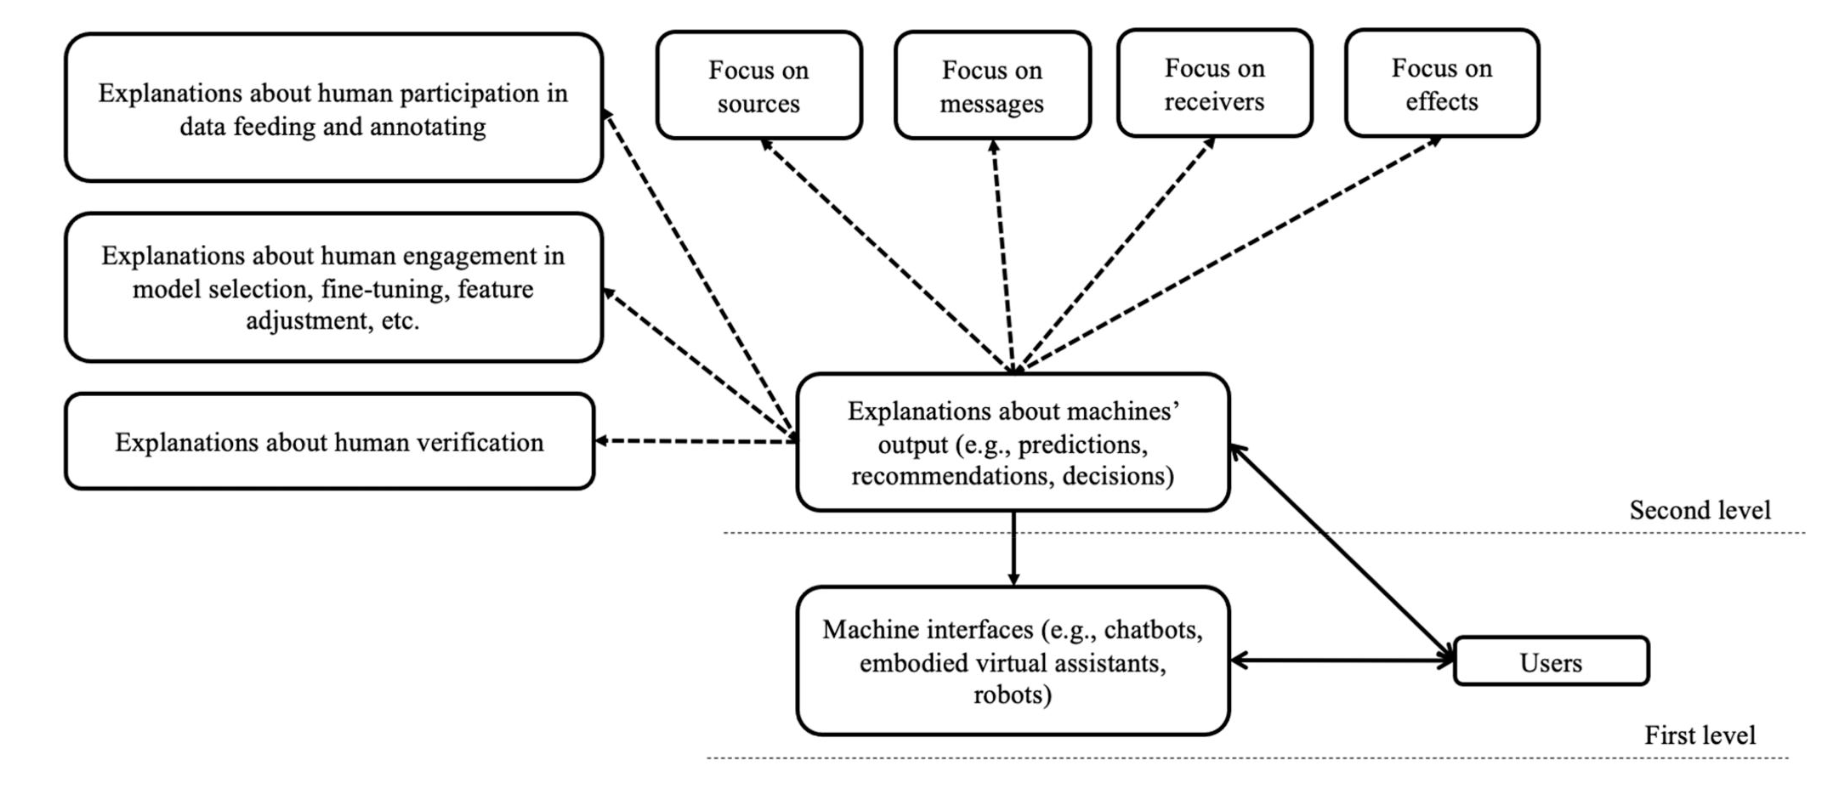 Explanations about human participation in
data feeding and annotating
Focus on
sources
Focus on
messages
Focus on
receivers
Focus on
effects
Explanations about human engagement in
model selection, fine-tuning, feature
adjustment, etc.
Explanations about human verification
Explanations about machines’
output (e.g., predictions,
recommendations, decisions)
Second level
Machine interfaces (e.g., chatbots,
embodied virtual assistants,
robots)
Users
First level